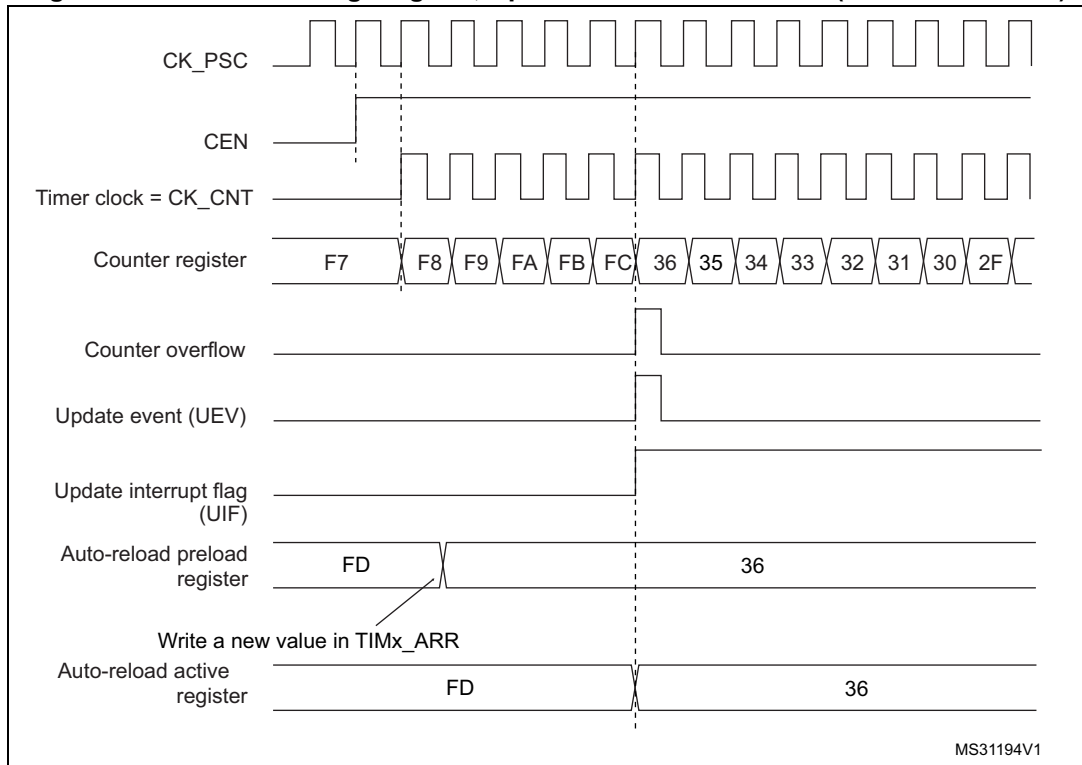 CK_PSC
CEN
Timer clock = CK_CNT
Counter register F7 F8 F9 FA FB FC 36 35 34 33 32 31 30 2F
Counter overflow
Update event (UEV)
Update interrupt flag
(UIF)
Auto-reload preload
register
FD 36
Write a new value in TIMx_ARR
Auto-reload active
register
FD 36
MS31194V1